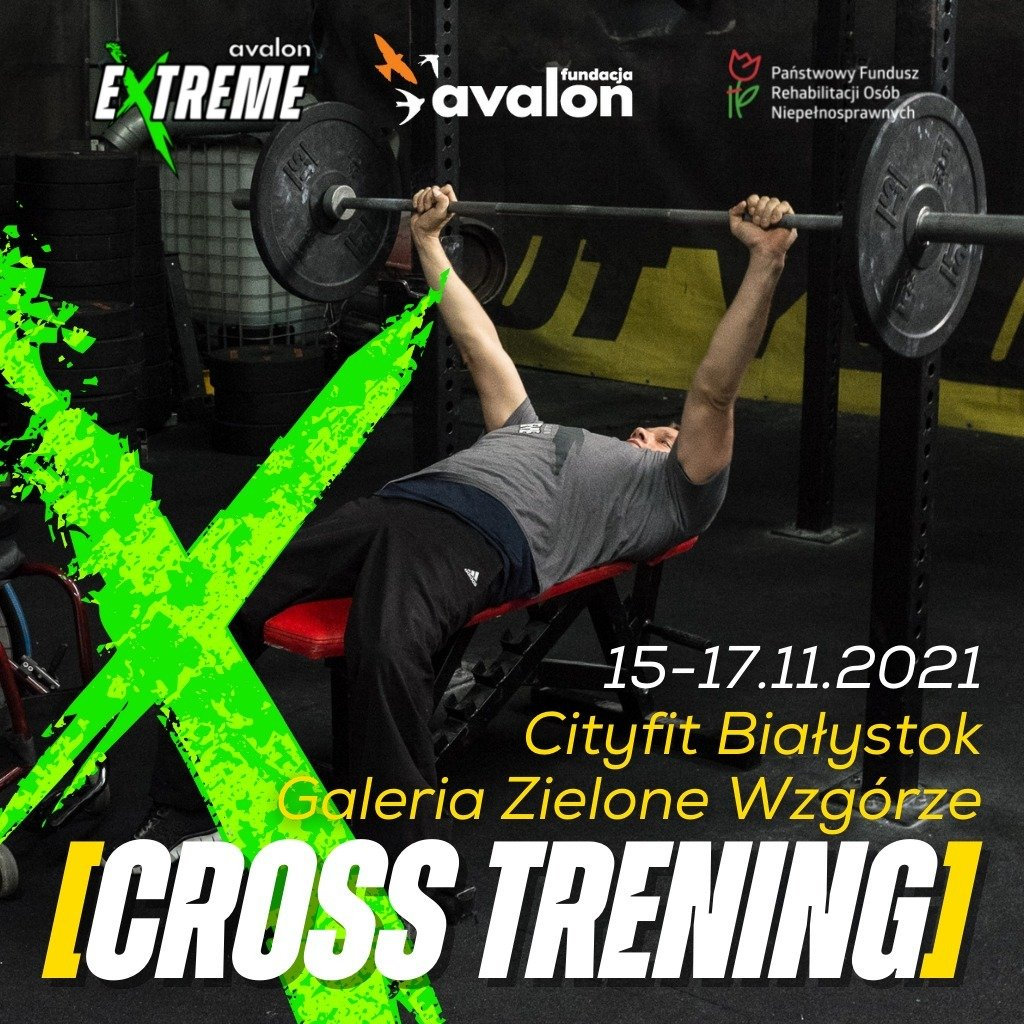 avalon
EXTREME
fundacja
avalon
Państwowy Fundusz
Rehabilitacji Osób
Niepełnosprawnych
15-17.11.2021
Cityfit Białystok
Galeria Zielone Wzgórze
[CROSS TRENING]